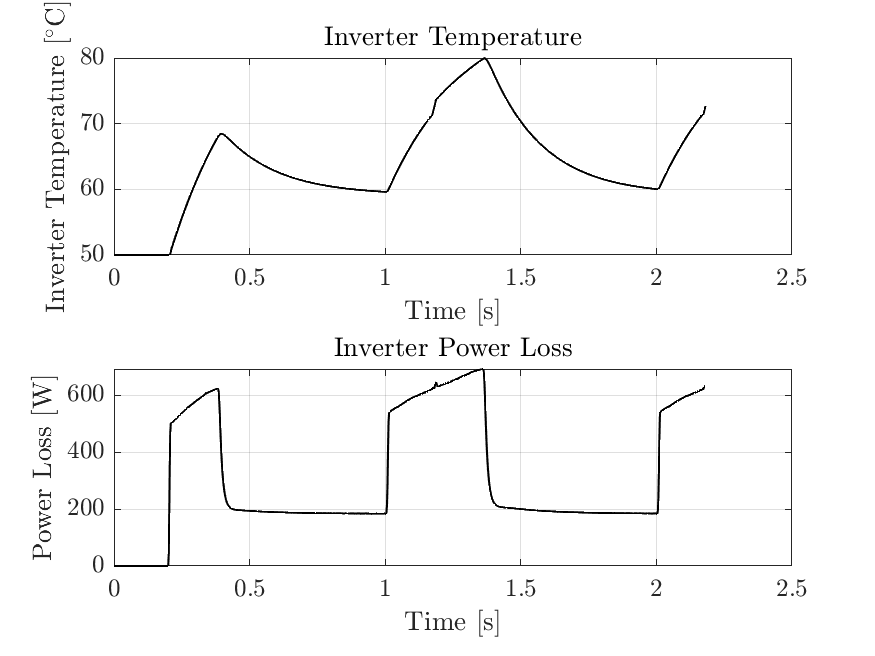 Inverter Temperature
Inverter Temperature [°C]
80
70
60
50
0 0.5 1 1.5 2 2.5
Time [s]
Inverter Power Loss
Power Loss [W]
600
400
200
0
0 0.5 1 1.5 2 2.5
Time [s]